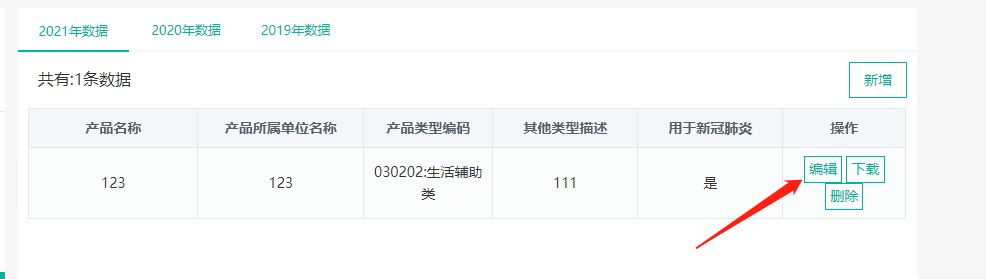 2021年数据 2020年数据 2019年数据
共有:1条数据 新增
产品名称 产品所属单位名称 产品类型编码 其他类型描述 用于新冠肺炎 操作
123 123 030202:生活辅助类 111 是 编辑 下载
删除